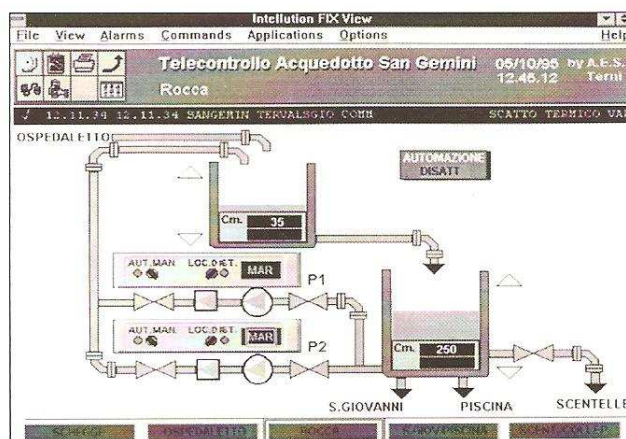 Intellution FIX View
File View Alarms Commands Applications Options Help
Telecontrollo Acquedotto San Gemini
05/10/95 by A.E.S.
12.46.12 Terni
Rocca
√ 12.11.34 12.11.34 SANGEMIN TERVALSGIO COMM SCATTO TERMICO VAL
OSPEDALETTO
AUTOMAZIONE
DISATT
Cm. 35
AUT.MAN. LOC.DIST. MAR P1
AUT.MAN. LOC.DIST. MAR P2
Cm. 250
S.GIOVANNI PISCINA SCENTELLE
SCHEGGE OSPEDALETTO ROCCA